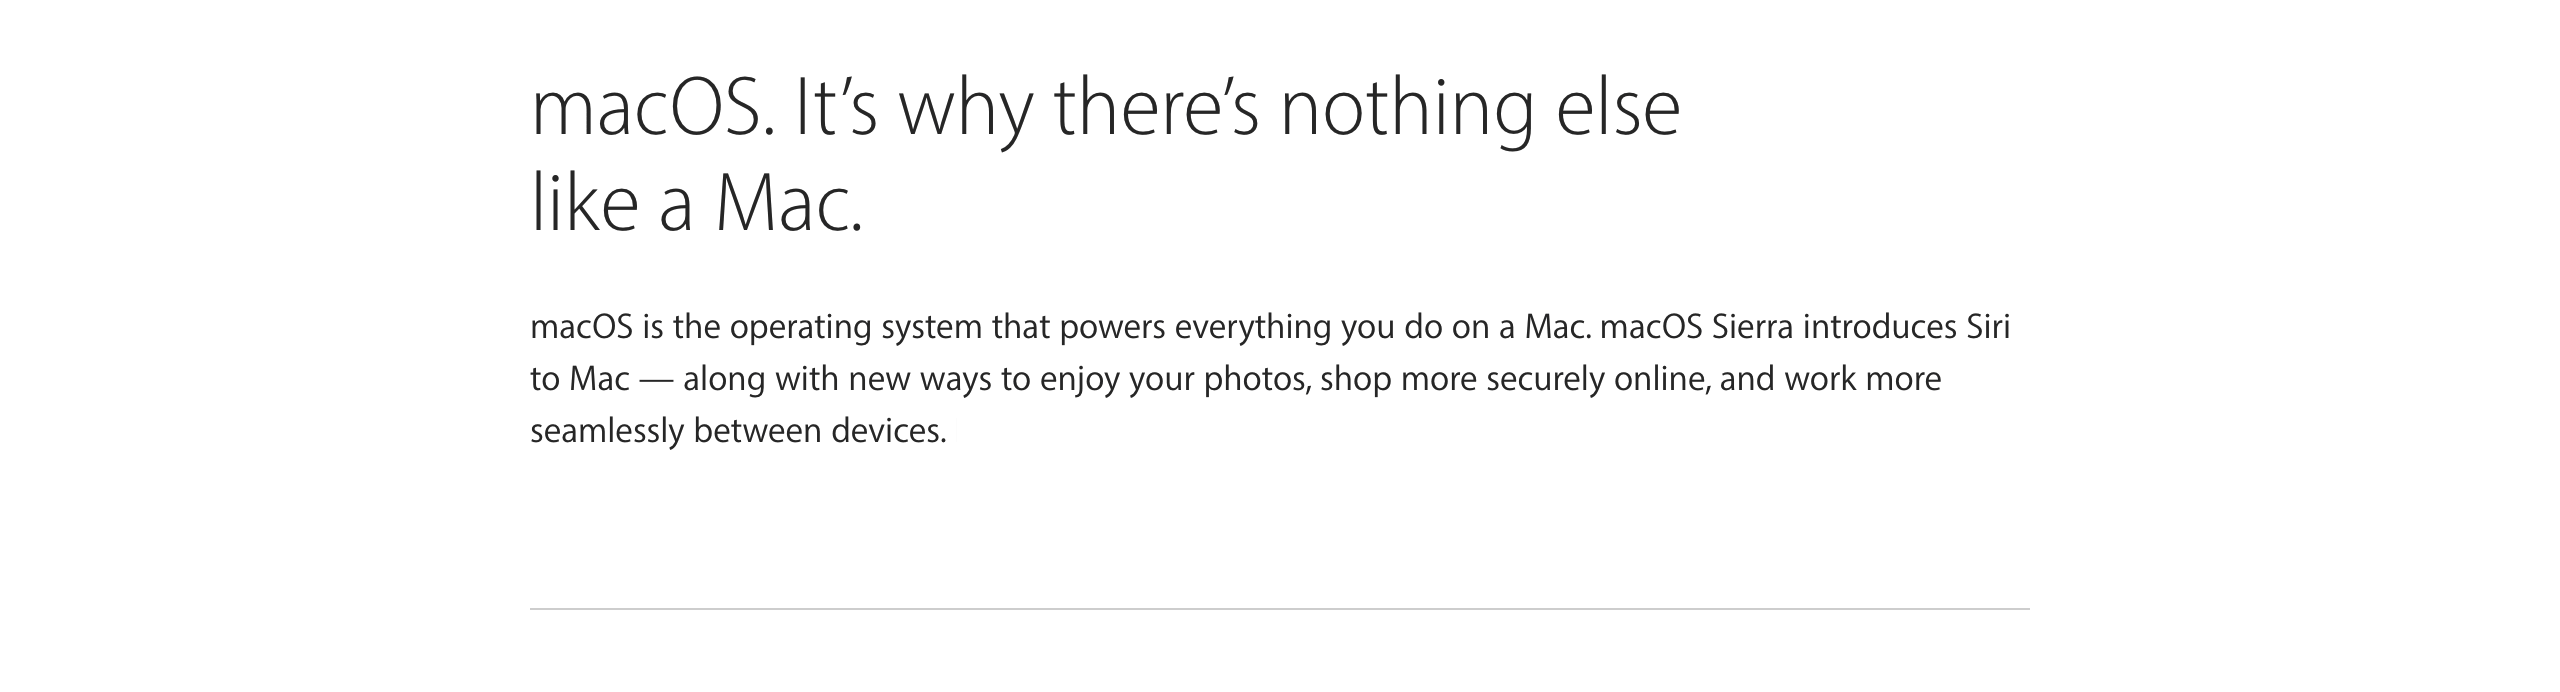 macOS. It’s why there’s nothing else
like a Mac.
macOS is the operating system that powers everything you do on a Mac. macOS Sierra introduces Siri
to Mac — along with new ways to enjoy your photos, shop more securely online, and work more
seamlessly between devices.